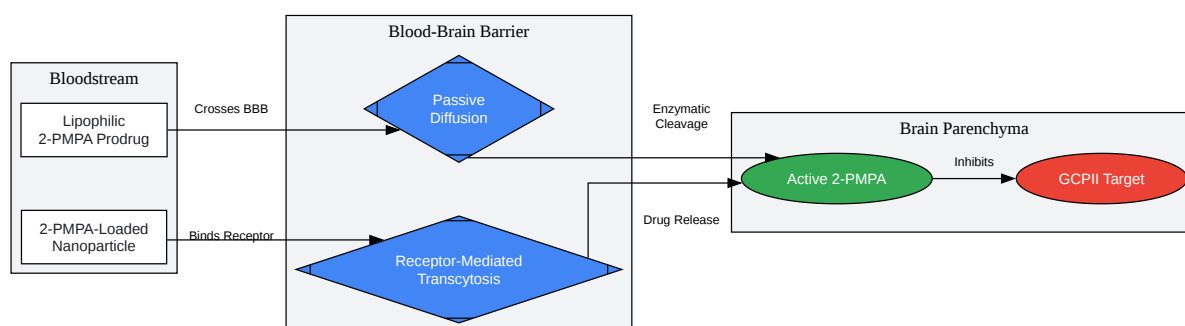 Bloodstream
Lipophilic
2-PMPA Prodrug
2-PMPA-Loaded
Nanoparticle
Crosses BBB
Binds Receptor
Blood-Brain Barrier
Passive
Diffusion
Receptor-Mediated
Transcytosis
Enzymatic
Cleavage
Drug Release
Brain Parenchyma
Active 2-PMPA
Inhibits
GCPII Target